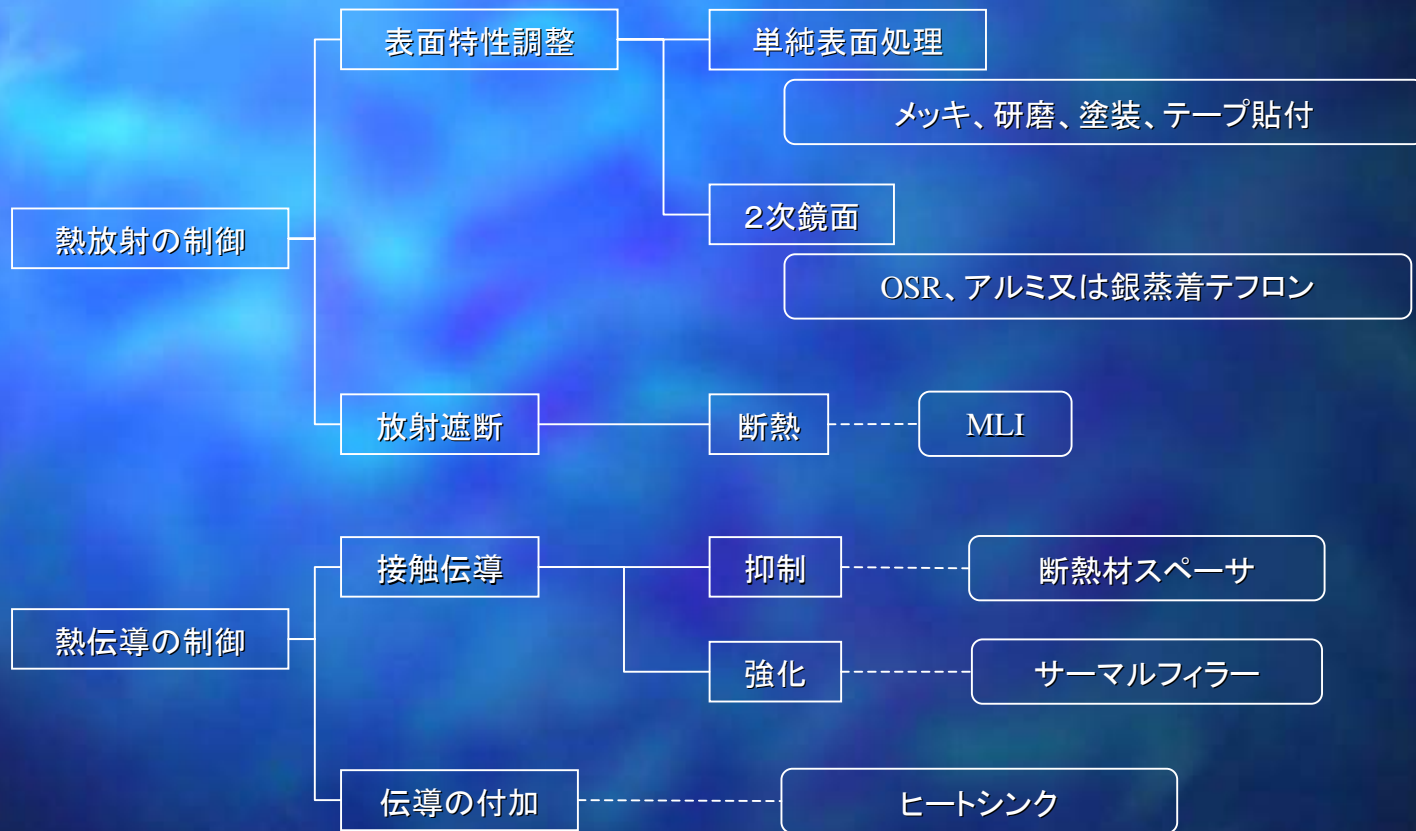 表面特性調整
単純表面処理
メッキ、研磨、塗装、テープ貼付
２次鏡面
熱放射の制御
OSR、アルミ又は銀蒸着テフロン
放射遮断
断熱
MLI
接触伝導
抑制
断熱材スペーサ
熱伝導の制御
強化
サーマルフィラー
伝導の付加
ヒートシンク